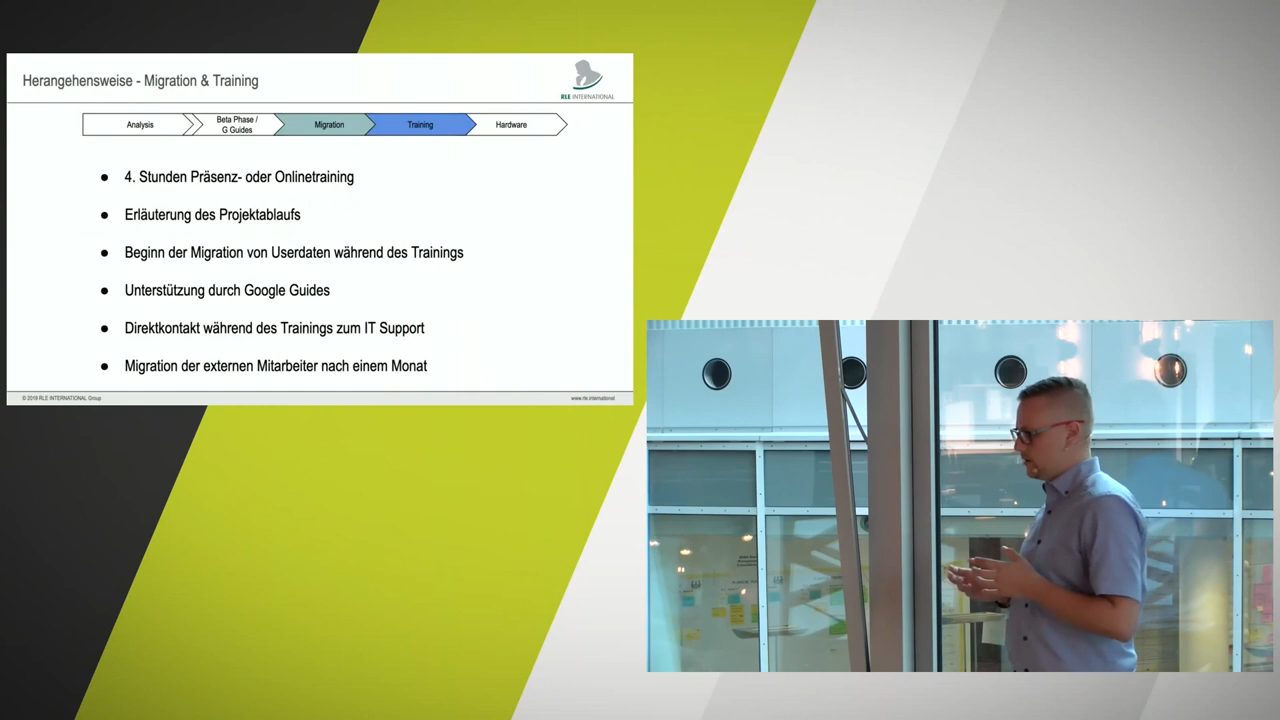 Herangehensweise - Migration & Training
RLE INTERNATIONAL
Analysis
Beta Phase /
G Guides
Migration
Training
Hardware
● 4. Stunden Präsenz- oder Onlinetraining
● Erläuterung des Projektablaufs
● Beginn der Migration von Userdaten während des Trainings
● Unterstützung durch Google Guides
● Direktkontakt während des Trainings zum IT Support
● Migration der externen Mitarbeiter nach einem Monat
© 2019 RLE INTERNATIONAL Group
www.rle.international